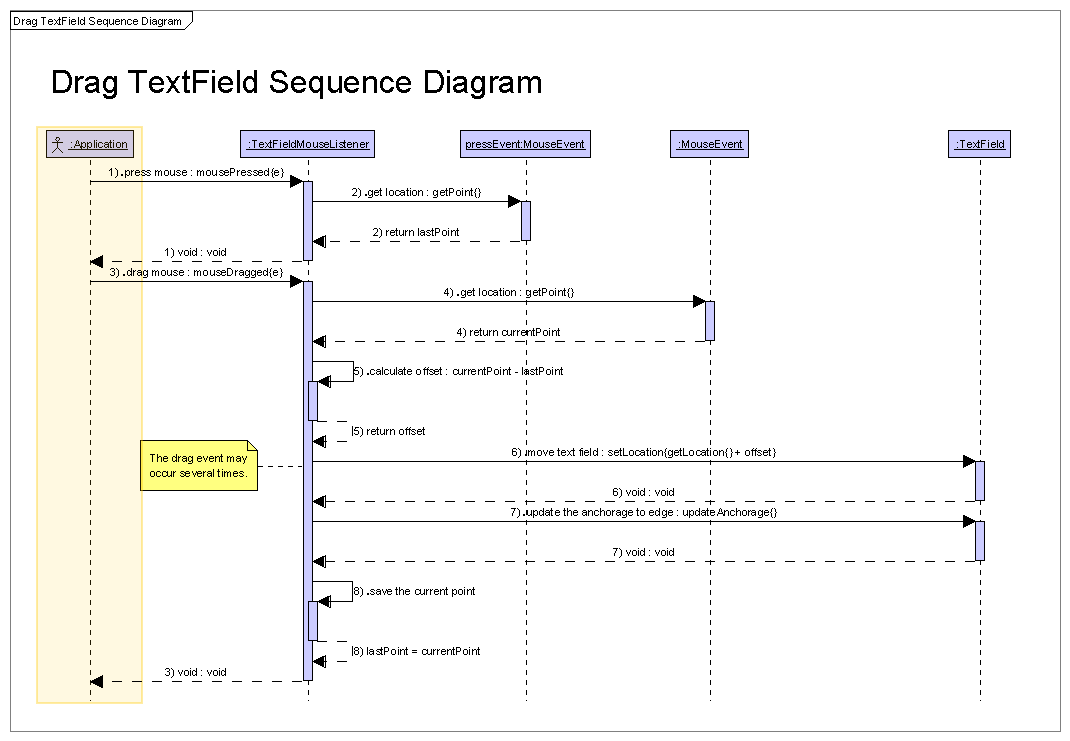 Drag TextField Sequence Diagram
Drag TextField Sequence Diagram
:Application
:TextFieldMouseListener
pressEvent:MouseEvent
:MouseEvent
:TextField
1) .press mouse : mousePressed{e}
2) .get location : getPoint{}
2) return lastPoint
1) void : void
3) .drag mouse : mouseDragged{e}
4) .get location : getPoint{}
4) return currentPoint
5) .calculate offset : currentPoint - lastPoint
5) return offset
The drag event may
occur several times.
6) .move text field : setLocation{getLocation{}+ offset}
6) void : void
7) .update the anchorage to edge : updateAnchorage{}
7) void : void
8) .save the current point
8) lastPoint = currentPoint
3) void : void